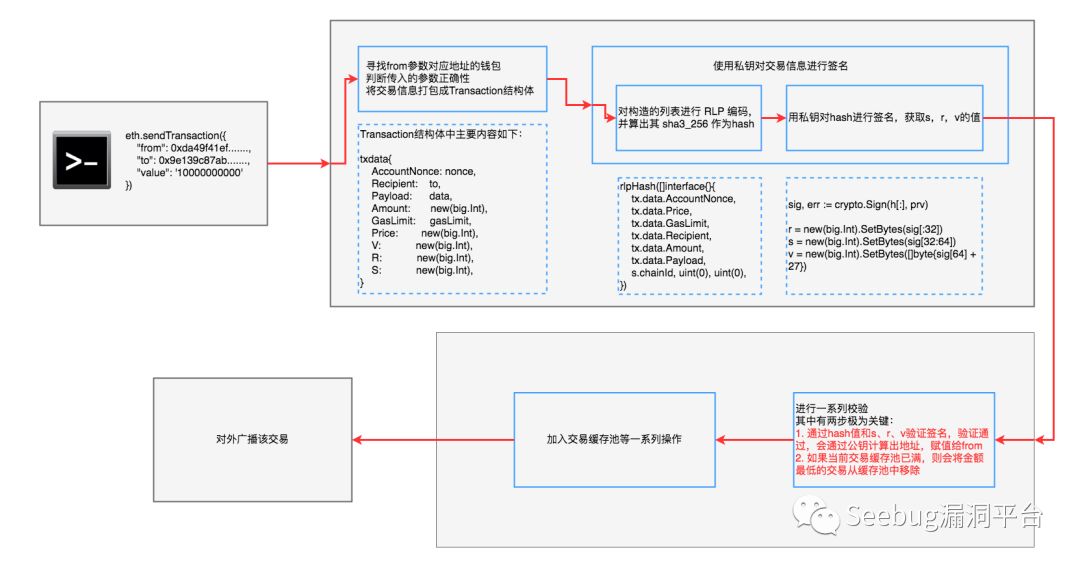 >_
eth.sendTransaction({
"from": 0xda49f41ef.......,
"to": 0x9e139c87ab......,
"value": '10000000000'
})
寻找from参数对应地址的钱包
判断传入的参数正确性
将交易信息打包成Transaction结构体
Transaction结构体中主要内容如下：
txdata{
AccountNonce: nonce,
Recipient: to,
Payload: data,
Amount: new(big.Int),
GasLimit: gasLimit,
Price: new(big.Int),
V: new(big.Int),
R: new(big.Int),
S: new(big.Int),
}
使用私钥对交易信息进行签名
对构造的列表进行 RLP 编码，
并算出其 sha3_256 作为hash
用私钥对hash进行签名，获取s，r，v的值
rlpHash([]interface{}{
tx.data.AccountNonce,
tx.data.Price,
tx.data.GasLimit,
tx.data.Recipient,
tx.data.Amount,
tx.data.Payload,
s.chainId, uint(0), uint(0),
})
sig, err := crypto.Sign(h[:], prv)
r = new(big.Int).SetBytes(sig[:32])
s = new(big.Int).SetBytes(sig[32:64])
v = new(big.Int).SetBytes([]byte{sig[64] +
27})
进行一系列校验
其中有两步极为关键：
1. 通过hash值和s、r、v验证签名，验证通
过，会通过公钥计算出地址，赋值给from
2. 如果当前交易缓存池已满，则会将金额
最低的交易从缓存池中移除
加入交易缓存池等一系列操作
对外广播该交易
Seebug漏洞平台